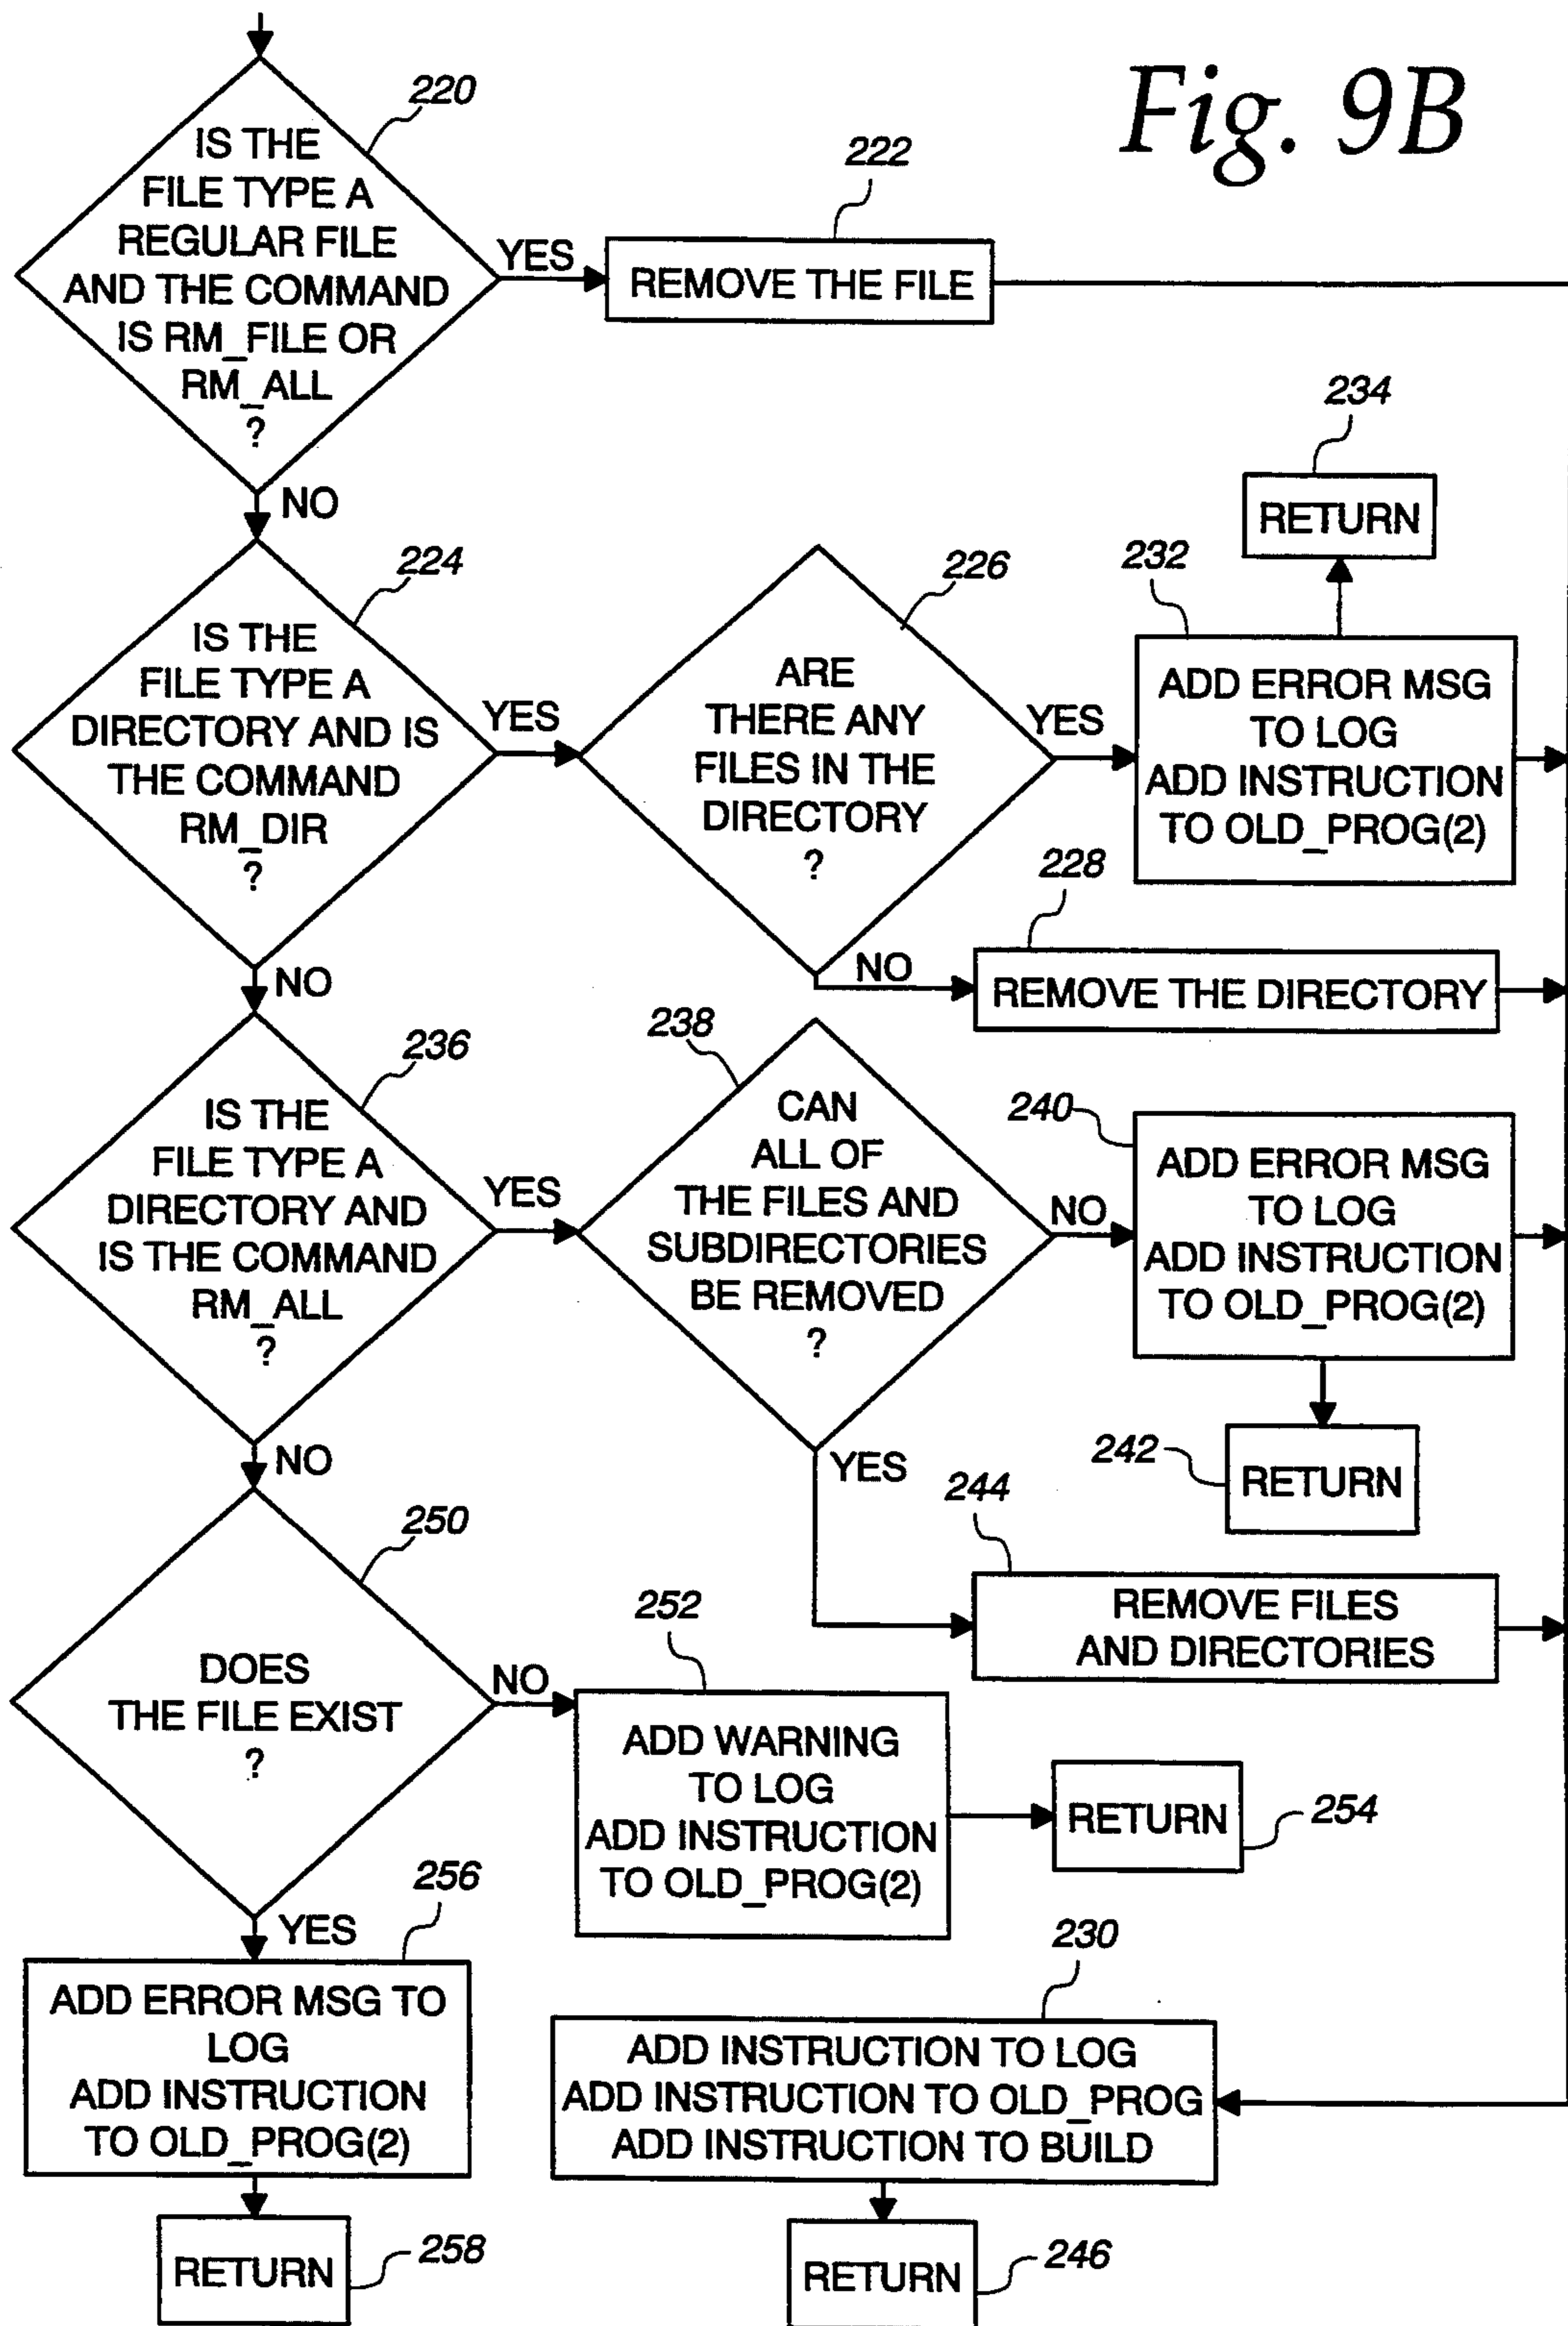 Fig. 9B
220
IS THE
FILE TYPE A
REGULAR FILE
AND THE COMMAND
IS RM_FILE OR
RM_ALL
?
YES
222
REMOVE THE FILE
NO
224
IS THE
FILE TYPE A
DIRECTORY AND IS
THE COMMAND
RM_DIR
?
YES
226
ARE
THERE ANY
FILES IN THE
DIRECTORY
?
YES
232
ADD ERROR MSG
TO LOG
ADD INSTRUCTION
TO OLD_PROG(2)
234
RETURN
NO
228
REMOVE THE DIRECTORY
NO
236
IS THE
FILE TYPE A
DIRECTORY AND
IS THE COMMAND
RM_ALL
?
YES
238
CAN
ALL OF
THE FILES AND
SUBDIRECTORIES
BE REMOVED
?
NO
240
ADD ERROR MSG
TO LOG
ADD INSTRUCTION
TO OLD_PROG(2)
242
RETURN
YES
244
REMOVE FILES
AND DIRECTORIES
NO
250
DOES
THE FILE EXIST
?
NO
252
ADD WARNING
TO LOG
ADD INSTRUCTION
TO OLD_PROG(2)
RETURN
254
YES
256
ADD ERROR MSG TO
LOG
ADD INSTRUCTION
TO OLD_PROG(2)
RETURN
258
230
ADD INSTRUCTION TO LOG
ADD INSTRUCTION TO OLD_PROG
ADD INSTRUCTION TO BUILD
RETURN
246